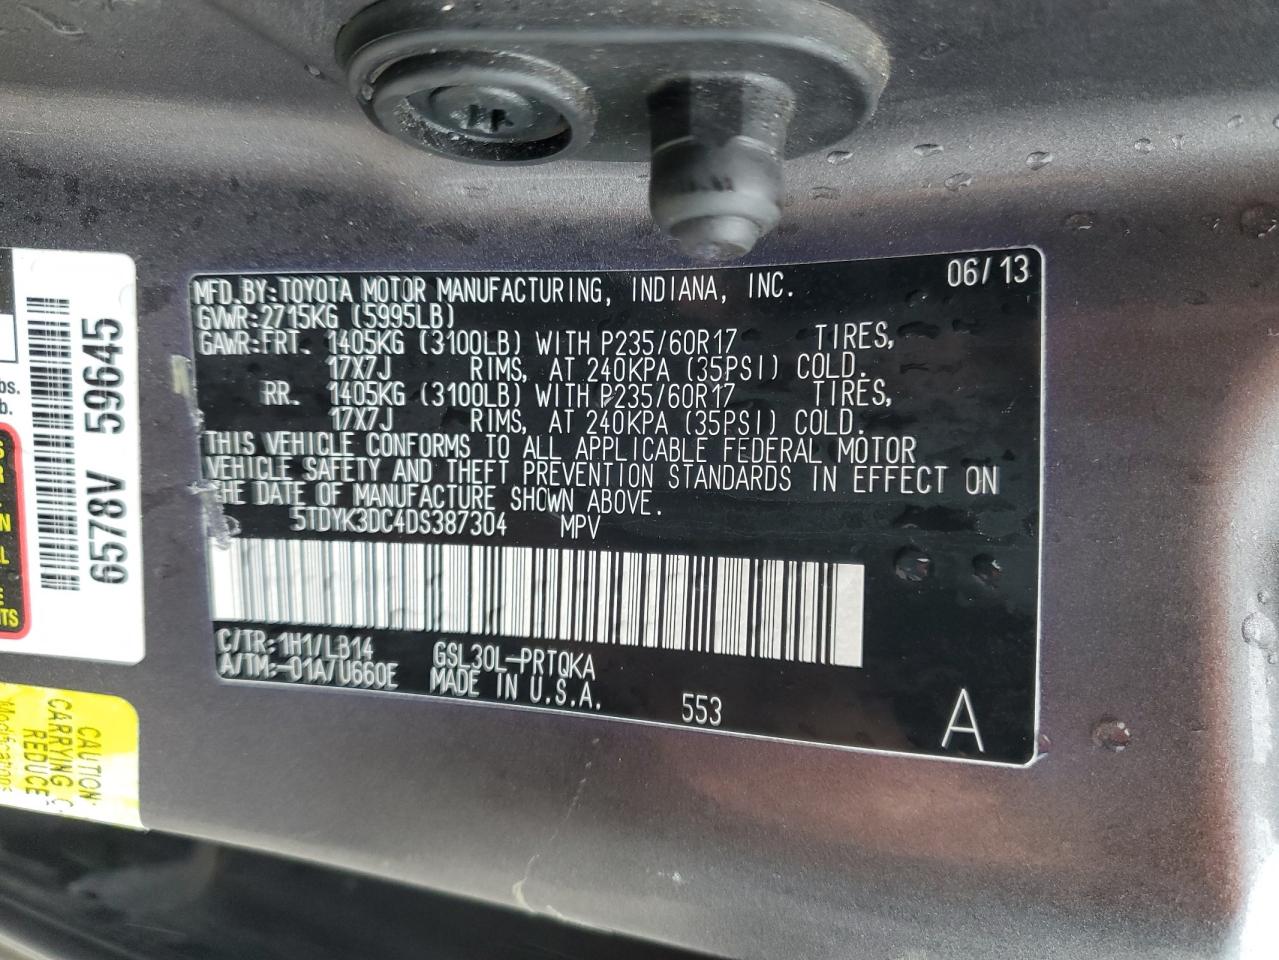 MFD.BY:TOYOTA MOTOR MANUFACTURING, INDIANA, INC. 06/13
GVWR:2715KG (5995LB)
GAWR:FRT. 1405KG (3100LB) WITH P235/60R17 TIRES,
17X7J RIMS, AT 240KPA (35PSI) COLD.
RR. 1405KG (3100LB) WITH P235/60R17 TIRES,
17X7J RIMS, AT 240KPA (35PSI) COLD.
THIS VEHICLE CONFORMS TO ALL APPLICABLE FEDERAL MOTOR
VEHICLE SAFETY AND THEFT PREVENTION STANDARDS IN EFFECT ON
THE DATE OF MANUFACTURE SHOWN ABOVE.
5TDYK3DC4DS387304 MPV
C/TR:1H1/LB14 GSL30L-PRTQKA
A/TM:-01A/U660E MADE IN U.S.A. 553
A
6578V 59645
lbs.
b.
CAUTION:
CARRYING C
REDUCE
Modifications